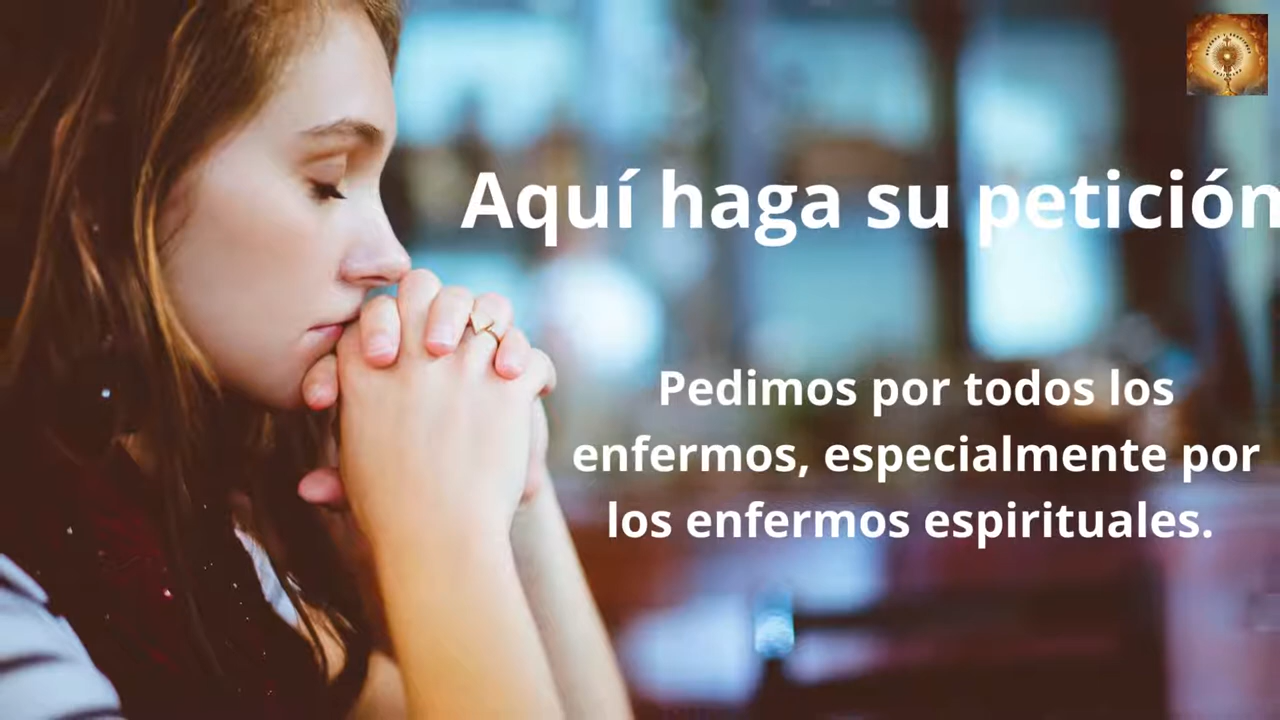 Aquí haga su petición
Pedimos por todos los
enfermos, especialmente por
los enfermos espirituales.